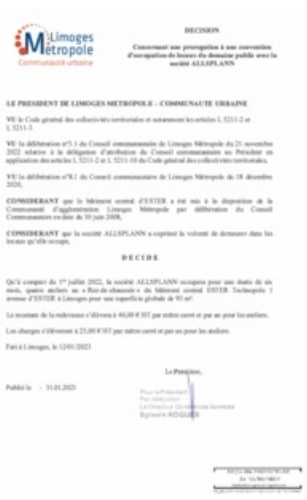 Limoges
Métropole
Communauté urbaine
DECISION
Concernant une prorogation à une convention
d'occupation de locaux du domaine public avec la
société ALLSPLANN
LE PRESIDENT DE LIMOGES METROPOLE – COMMUNAUTE URBAINE
VU le Code général des collectivités territoriales et notamment les articles L 5211-2 et
L 5211-3
VU la délibération n°3.1 du Conseil communautaire de Limoges Métropole du 21 novembre
2022 relative à la délégation d'attribution du Conseil communautaire au Président en
application des articles L 5211-2 et L 5211-10 du Code général des collectivités territoriales,
VU la délibération n°8.1 du Conseil communautaire de Limoges Métropole du 18 décembre
2020,
CONSIDERANT que le bâtiment central d'ESTER a été mis à la disposition de la
Communauté d'agglomération Limoges Métropole par délibération du Conseil
Communautaire en date du 30 juin 2008,
CONSIDERANT que la société ALLSPLANN a exprimé la volonté de demeurer dans les
locaux qu'elle occupe,
DECIDE
Qu'à compter du 1er juillet 2022, la société ALLSPLANN occupera pour une durée de six
mois, quatre ateliers au « Rez-de-chaussée » du bâtiment central ESTER Technopole 1
avenue d'ESTER à Limoges pour une superficie globale de 95 m².
Le montant de la redevance s'élèvera à 40,00 € HT par mètre carré et par an pour les ateliers.
Les charges s'élèveront à 25,00 € HT par mètre carré et par an pour les ateliers.
Fait à Limoges, le 12/01/2023
Le Président,
Publié le : 31.01.2023
Pour le Président
Par délégation
Le Directeur Général des Services
Sylvain ROQUES